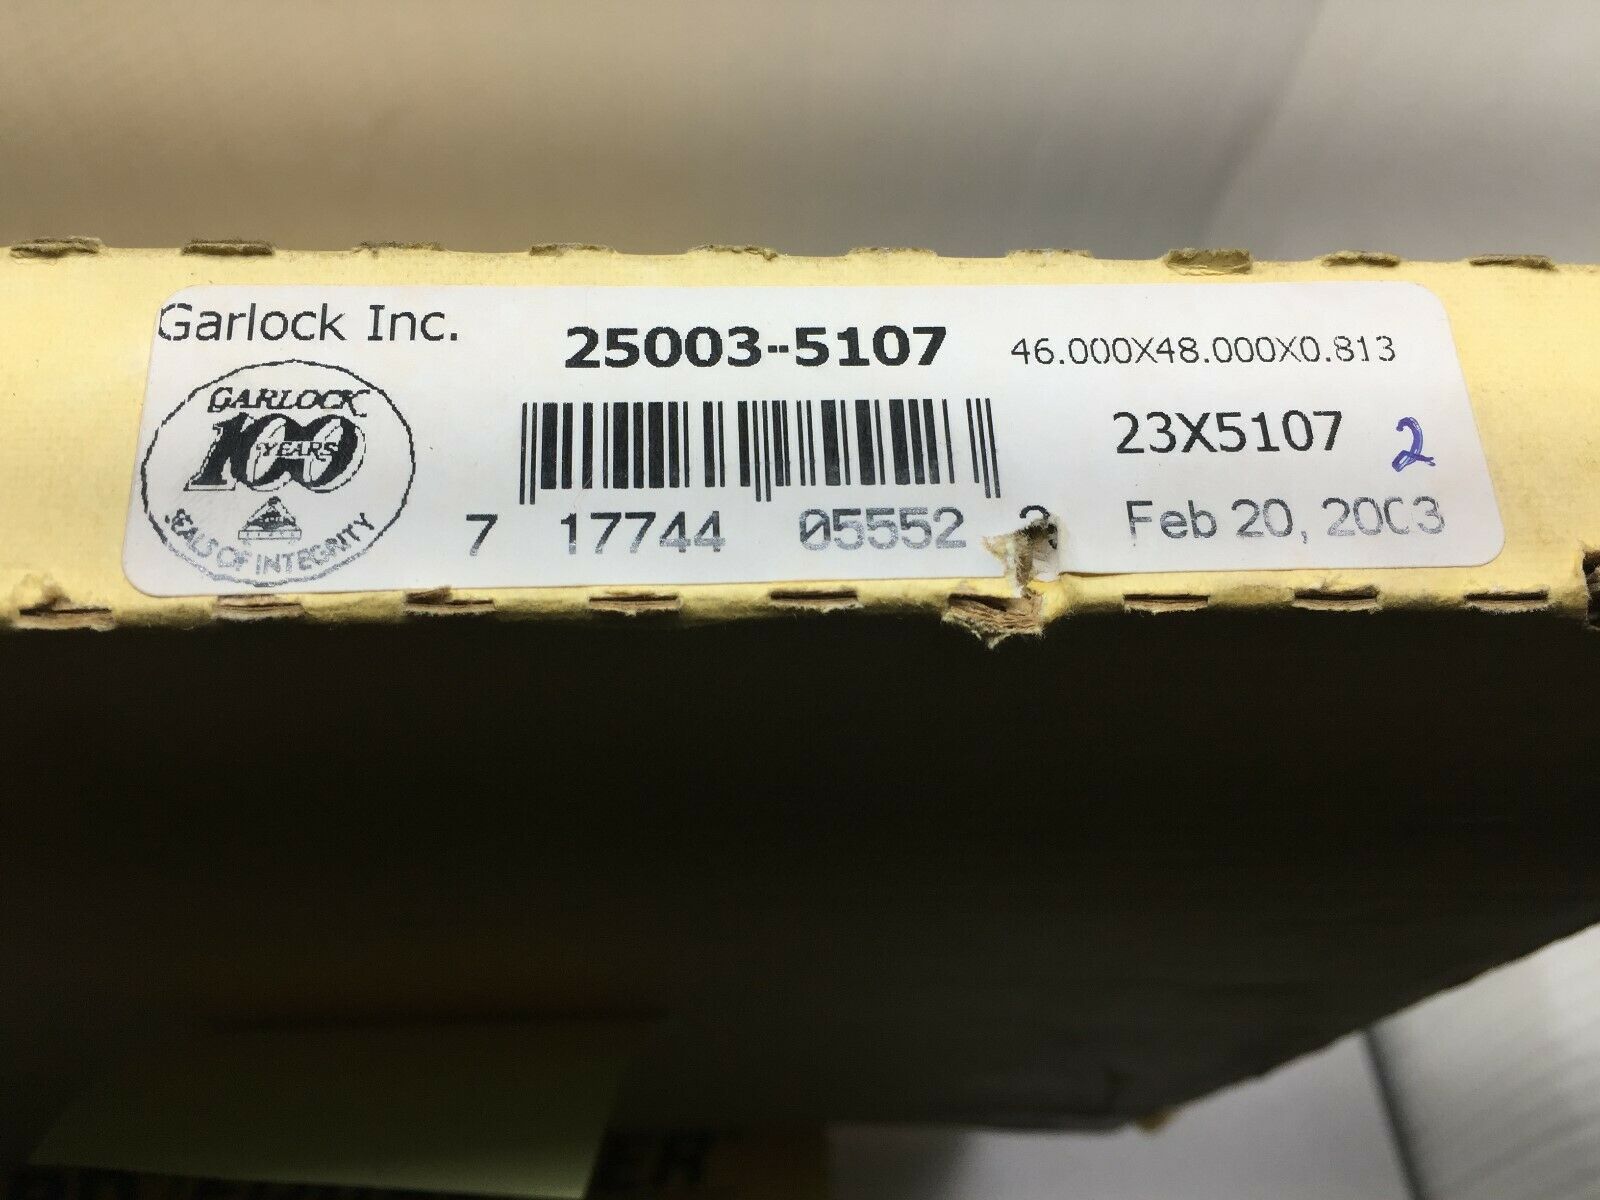 Garlock Inc.
25003-5107
46.000X48.000X0.813
GARLOCK
100
YEARS
SEALS OF INTEGRITY
23X5107
2
7 17744 05552
Feb 20, 2003